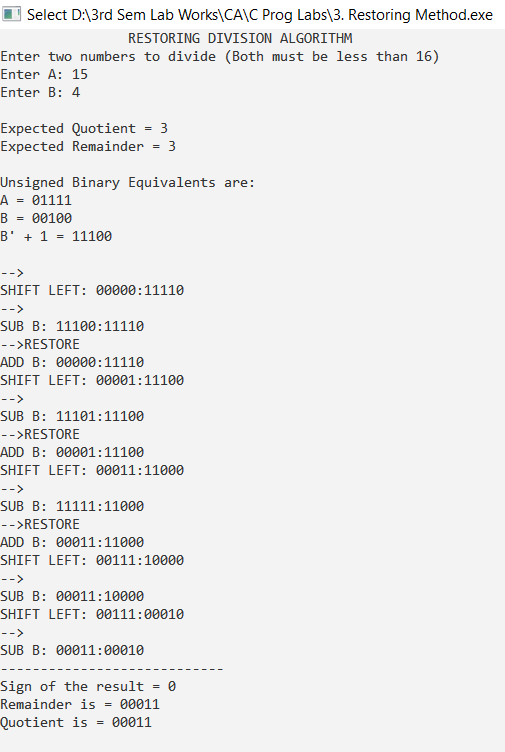 Select D:\3rd Sem Lab Works\CA\C Prog Labs\3. Restoring Method.exe
RESTORING DIVISION ALGORITHM
Enter two numbers to divide (Both must be less than 16)
Enter A: 15
Enter B: 4
Expected Quotient = 3
Expected Remainder = 3
Unsigned Binary Equivalents are:
A = 01111
B = 00100
B' + 1 = 11100
-->
SHIFT LEFT: 00000:11110
-->
SUB B: 11100:11110
-->RESTORE
ADD B: 00000:11110
SHIFT LEFT: 00001:11100
-->
SUB B: 11101:11100
-->RESTORE
ADD B: 00001:11100
SHIFT LEFT: 00011:11000
-->
SUB B: 11111:11000
-->RESTORE
ADD B: 00011:11000
SHIFT LEFT: 00111:10000
-->
SUB B: 00011:10000
SHIFT LEFT: 00111:00010
-->
SUB B: 00011:00010
----------------------------
Sign of the result = 0
Remainder is = 00011
Quotient is = 00011